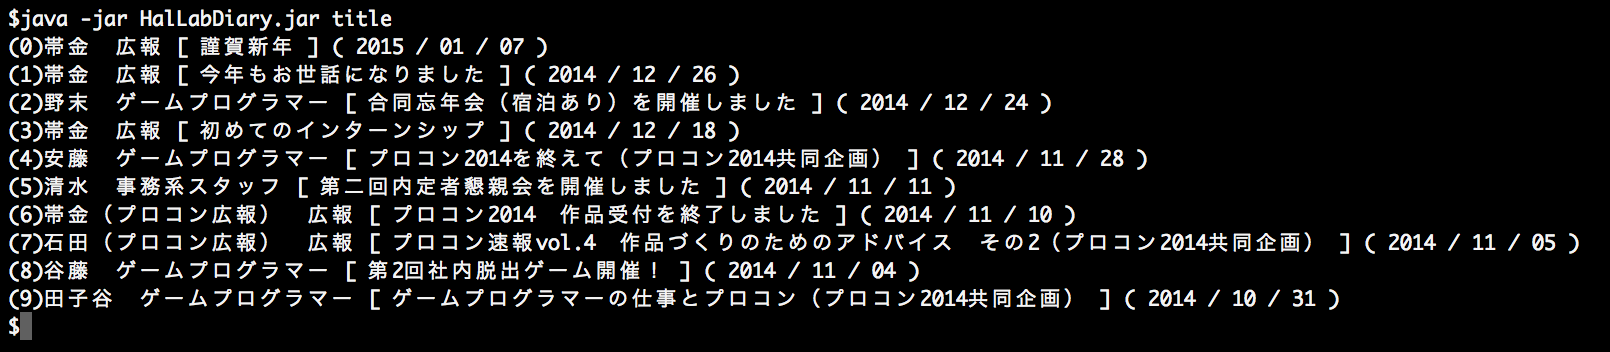 $java -jar HalLabDiary.jar title
(0)帯金　広報 [ 謹賀新年 ] ( 2015 / 01 / 07 )
(1)帯金　広報 [ 今年もお世話になりました ] ( 2014 / 12 / 26 )
(2)野末　ゲームプログラマー [ 合同忘年会（宿泊あり）を開催しました ] ( 2014 / 12 / 24 )
(3)帯金　広報 [ 初めてのインターンシップ ] ( 2014 / 12 / 18 )
(4)安藤　ゲームプログラマー [ プロコン2014を終えて（プロコン2014共同企画） ] ( 2014 / 11 / 28 )
(5)清水　事務系スタッフ [ 第二回内定者懇親会を開催しました ] ( 2014 / 11 / 11 )
(6)帯金（プロコン広報）　広報 [ プロコン2014　作品受付を終了しました ] ( 2014 / 11 / 10 )
(7)石田（プロコン広報）　広報 [ プロコン速報vol.4　作品づくりのためのアドバイス　その2（プロコン2014共同企画） ] ( 2014 / 11 / 05 )
(8)谷藤　ゲームプログラマー [ 第2回社内脱出ゲーム開催！ ] ( 2014 / 11 / 04 )
(9)田子谷　ゲームプログラマー [ ゲームプログラマーの仕事とプロコン（プロコン2014共同企画） ] ( 2014 / 10 / 31 )
$